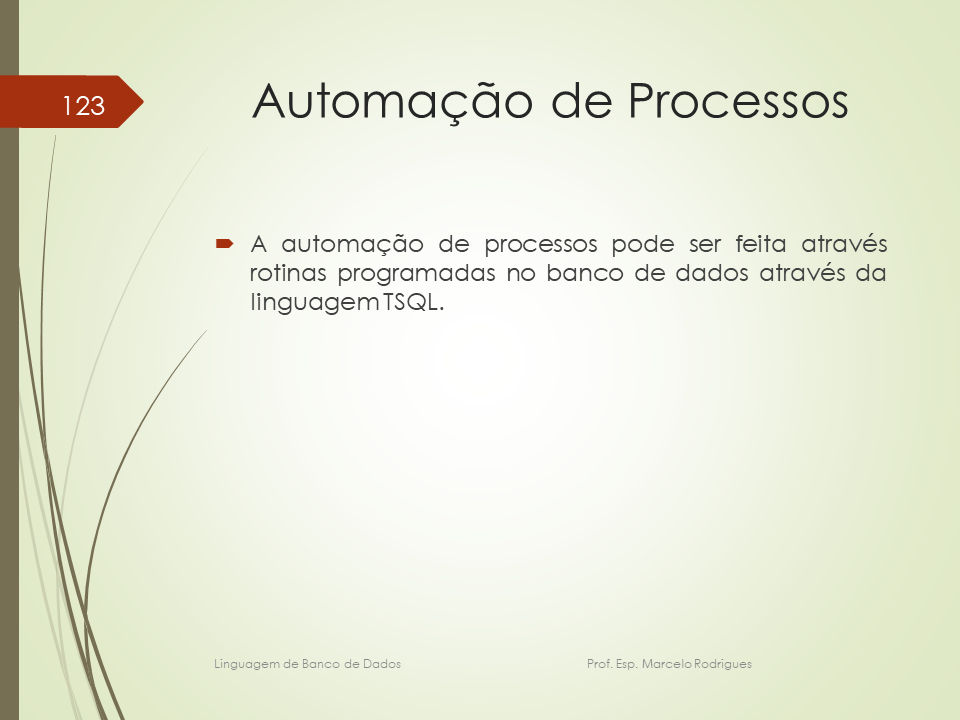 123
Automação de Processos
A automação de processos pode ser feita através
rotinas programadas no banco de dados através da
linguagem TSQL.
Linguagem de Banco de Dados
Prof. Esp. Marcelo Rodrigues